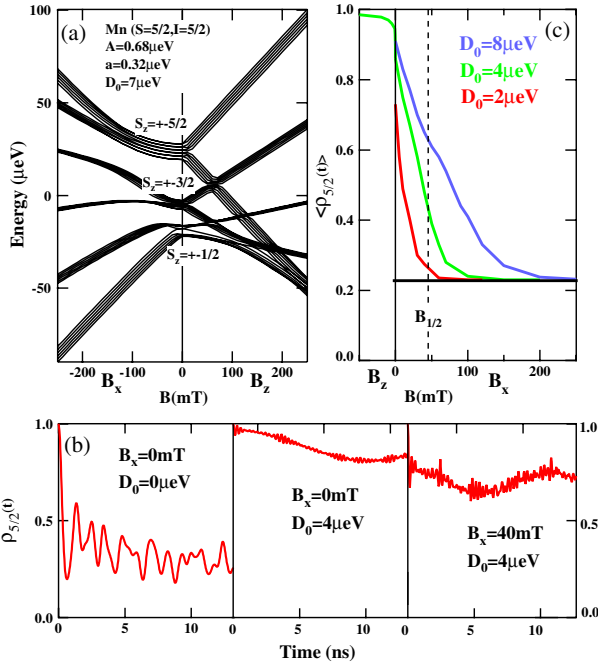 (a)
Mn (S=5/2,I=5/2)
A=0.68μeV
a=0.32μeV
D0=7μeV
Sz=+-5/2
Sz=+-3/2
Sz=+-1/2
Energy (μeV)
100
50
0
-50
-200 -100 0 100 200
Bx B(mT) Bz
(c)
D0=8μeV
D0=4μeV
D0=2μeV
<ρ5/2(t)>
1.0
0.8
0.6
0.4
0.2
0.0
B1/2
0 50 100 150 200 250
Bz B(mT) Bx
(b)
ρ5/2(t)
1.0
0.5
1.0
Bx=0mT
D0=0μeV
Bx=0mT
D0=4μeV
Bx=40mT
D0=4μeV
1.0
0.5
0.0
0 5 10 0 5 10 0 5 10
Time (ns)